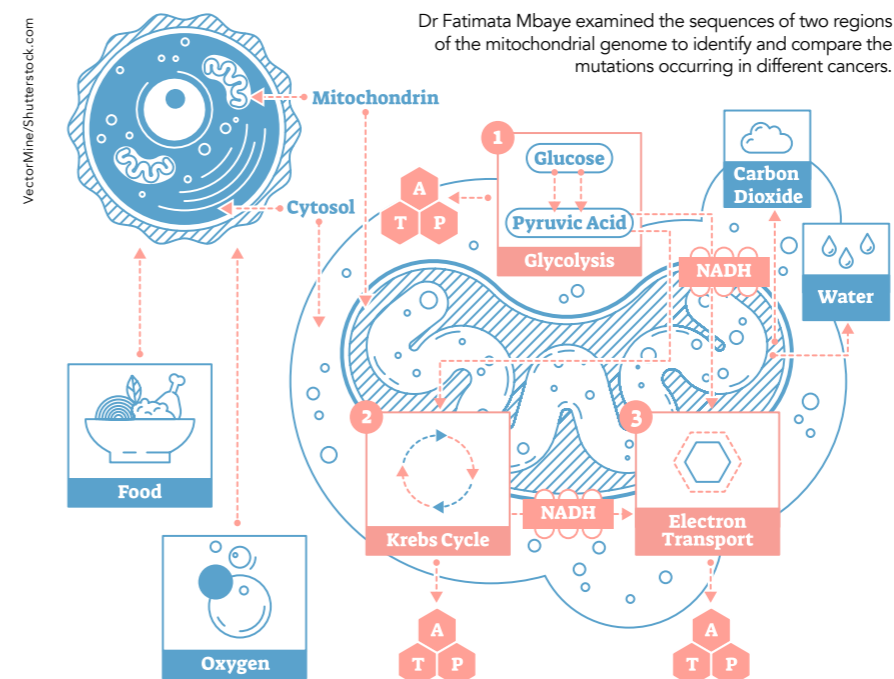 Dr Fatimata Mbaye examined the sequences of two regions
of the mitochondrial genome to identify and compare the
mutations occurring in different cancers.
VectorMine/Shutterstock.com
Mitochondrin
Cytosol
1
Glucose
Pyruvic Acid
Glycolysis
A
T P
Carbon
Dioxide
NADH
Water
Food
2
Krebs Cycle
NADH
3
Electron
Transport
Oxygen
A
T P
A
T P